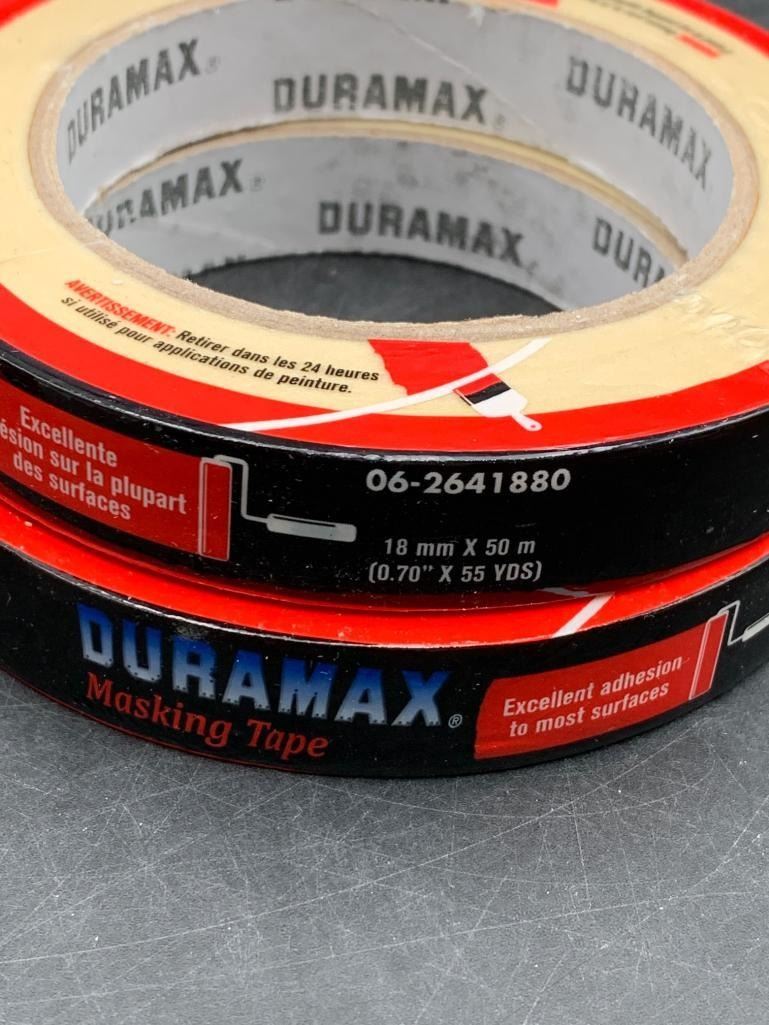 DURAMAX®
DURAMAX®
DURAMAX
DURAMAX®
DURAMAX®
DURA
AVERTISSEMENT: Retirer dans les 24 heures
si utilisé pour applications de peinture.
Excellente
ésion sur la plupart
des surfaces
06-2641880
18 mm X 50 m
(0.70" X 55 YDS)
DURAMAX®
Masking Tape
Excellent adhesion
to most surfaces